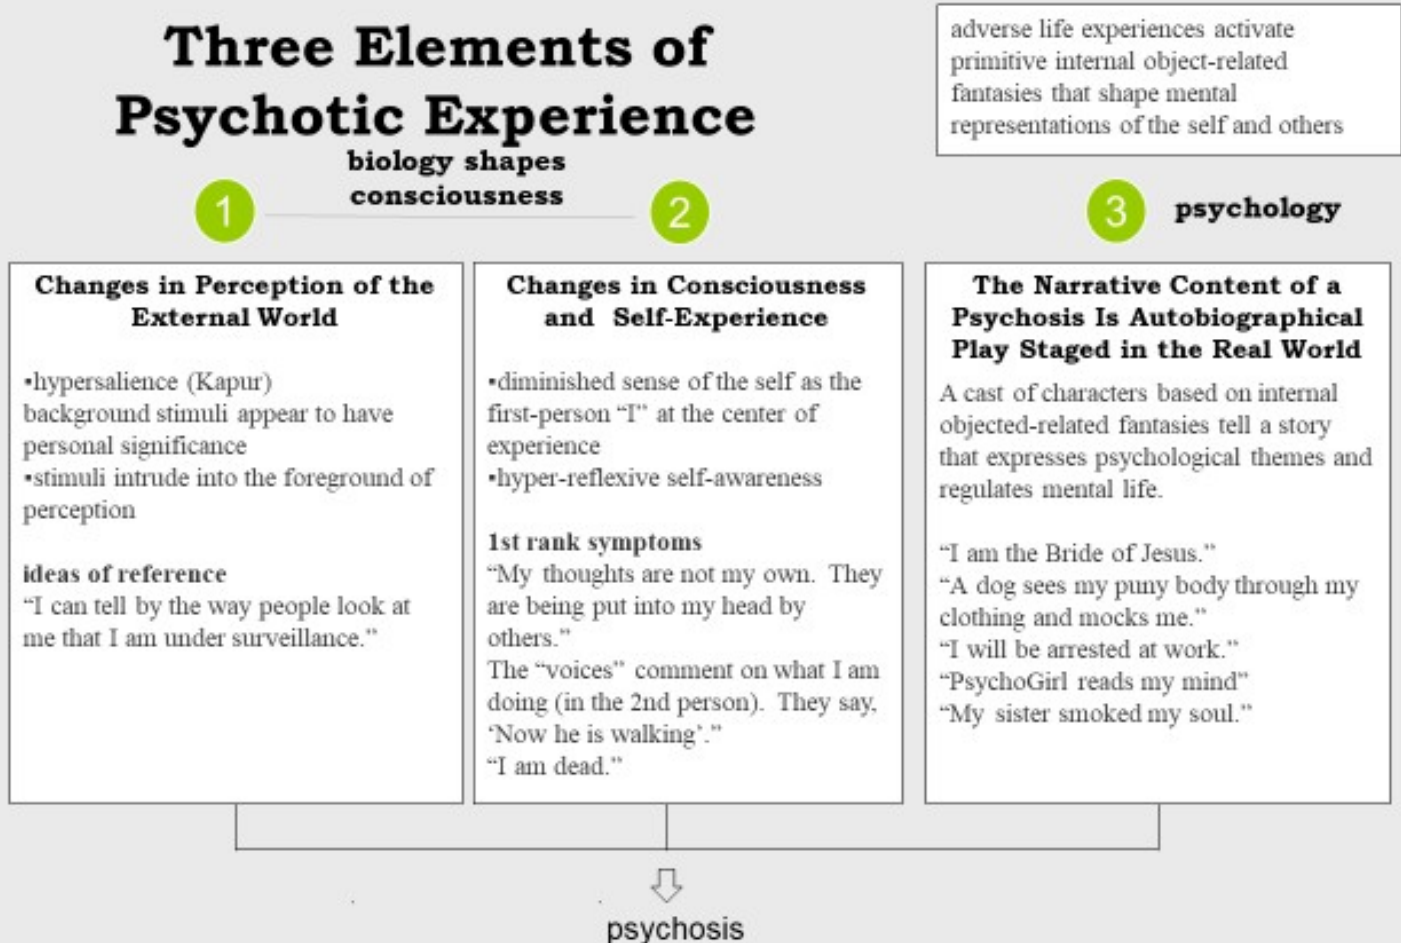 Three Elements of
Psychotic Experience
biology shapes
consciousness
adverse life experiences activate
primitive internal object-related
fantasies that shape mental
representations of the self and others
1
2
3
psychology
Changes in Perception of the
External World
▪hypersalience (Kapur)
background stimuli appear to have
personal significance
▪stimuli intrude into the foreground of
perception
ideas of reference
“I can tell by the way people look at
me that I am under surveillance.”
Changes in Consciousness
and Self-Experience
▪diminished sense of the self as the
first-person “I” at the center of
experience
▪hyper-reflexive self-awareness
1st rank symptoms
“My thoughts are not my own. They
are being put into my head by
others.”
The “voices” comment on what I am
doing (in the 2nd person). They say,
‘Now he is walking’.”
“I am dead.”
The Narrative Content of a
Psychosis Is Autobiographical
Play Staged in the Real World
A cast of characters based on internal
objected-related fantasies tell a story
that expresses psychological themes and
regulates mental life.
“I am the Bride of Jesus.”
“A dog sees my puny body through my
clothing and mocks me.”
“I will be arrested at work.”
“PsychoGirl reads my mind”
“My sister smoked my soul.”
psychosis